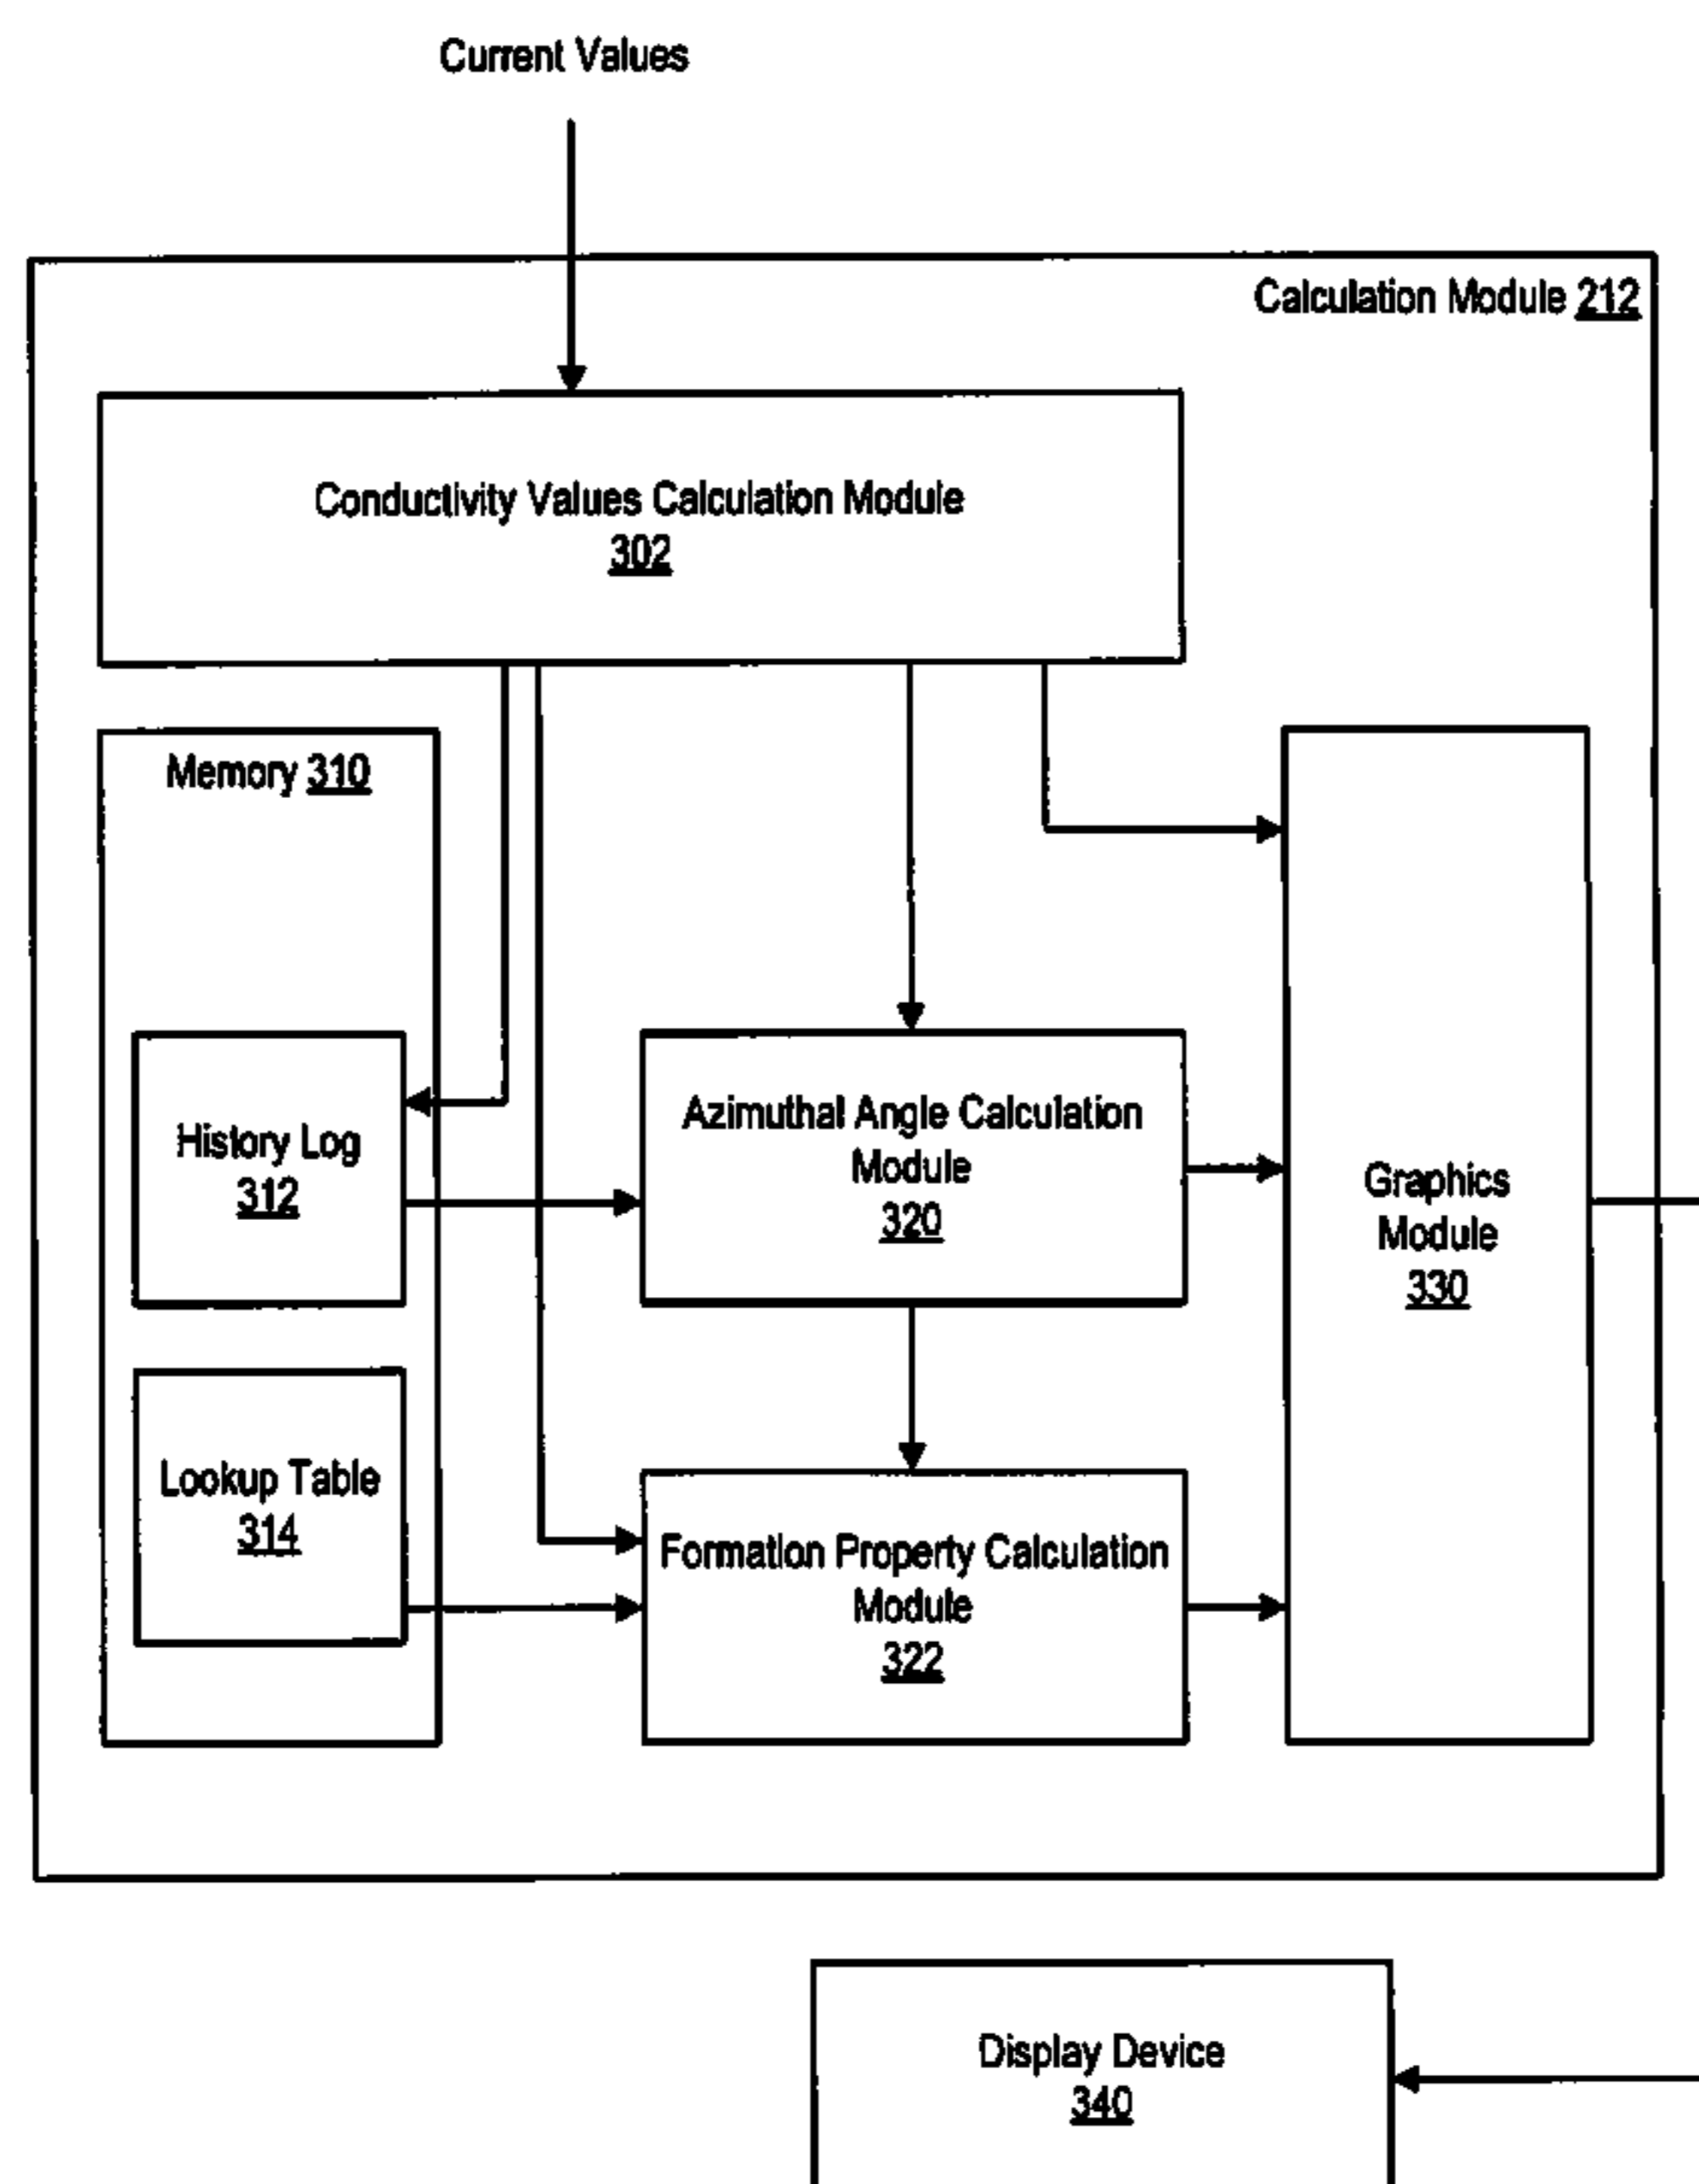 Current Values
Calculation Module 212
Conductivity Values Calculation Module
302
Memory 310
History Log
312
Azimuthal Angle Calculation
Module
320
Graphics
Module
330
Lookup Table
314
Formation Property Calculation
Module
322
Display Device
340